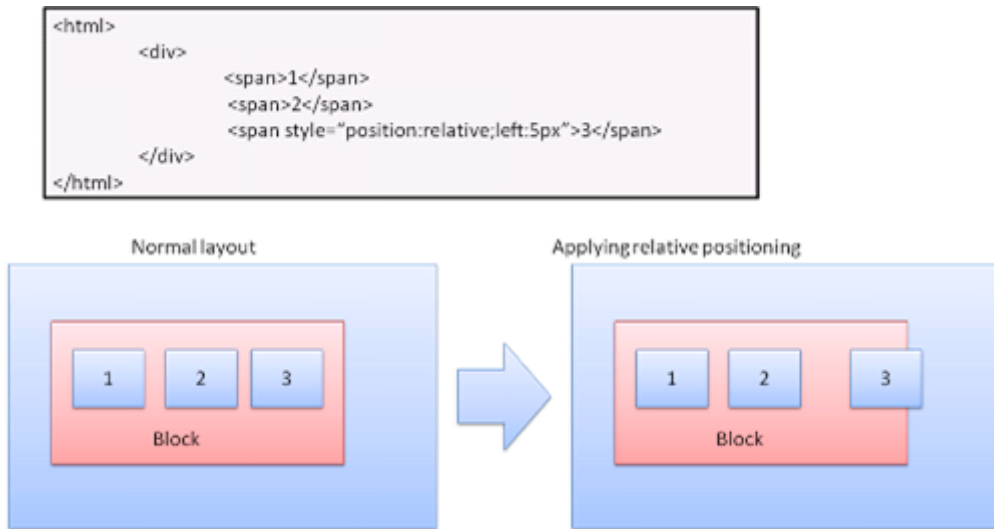 <html>
<div>
<span>1</span>
<span>2</span>
<span style=“position:relative;left:5px”>3</span>
</div>
</html>
Normal layout
Applying relative positioning
1 2 3
Block
1 2 3
Block